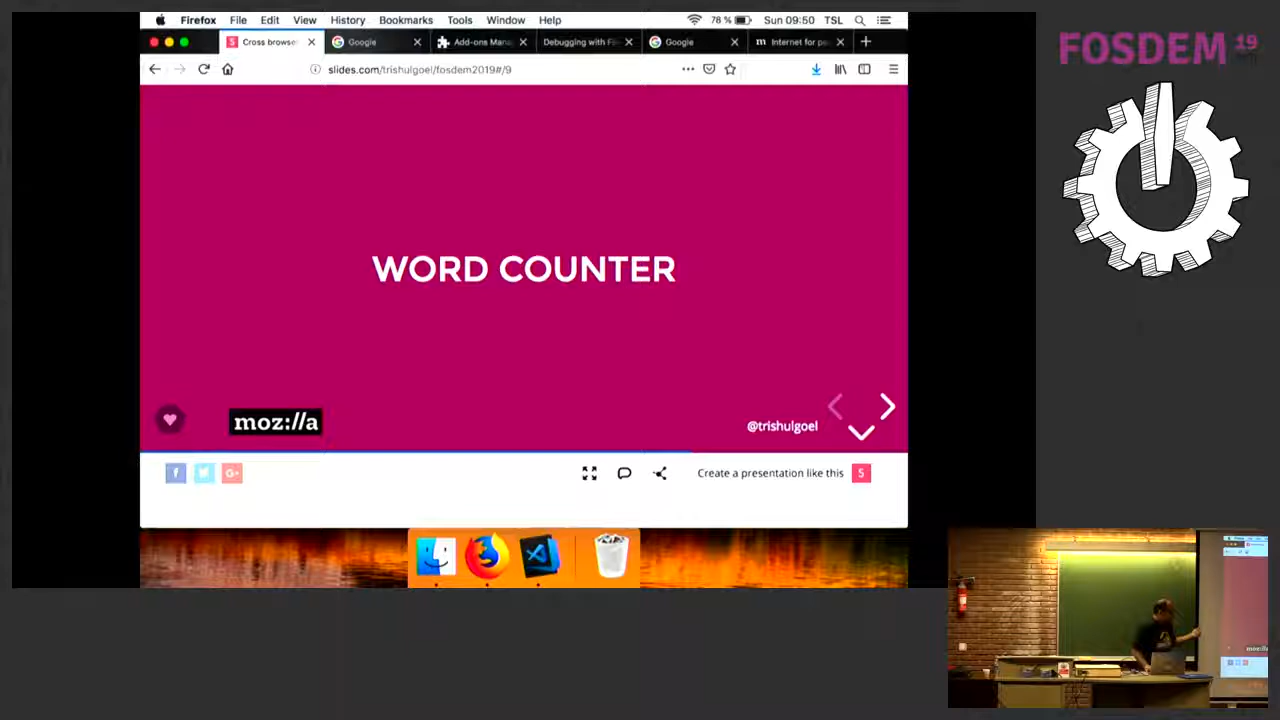 Firefox File Edit View History Bookmarks Tools Window Help 78 % Sun 09:50 TSL
Cross browse Google Add-ons Mana Debugging with Fi Google Internet for pe
slides.com/trishulgoel/fosdem2019#/9
FOSDEM 19
WORD COUNTER
moz://a
@trishulgoel
Create a presentation like this 5
moz://a